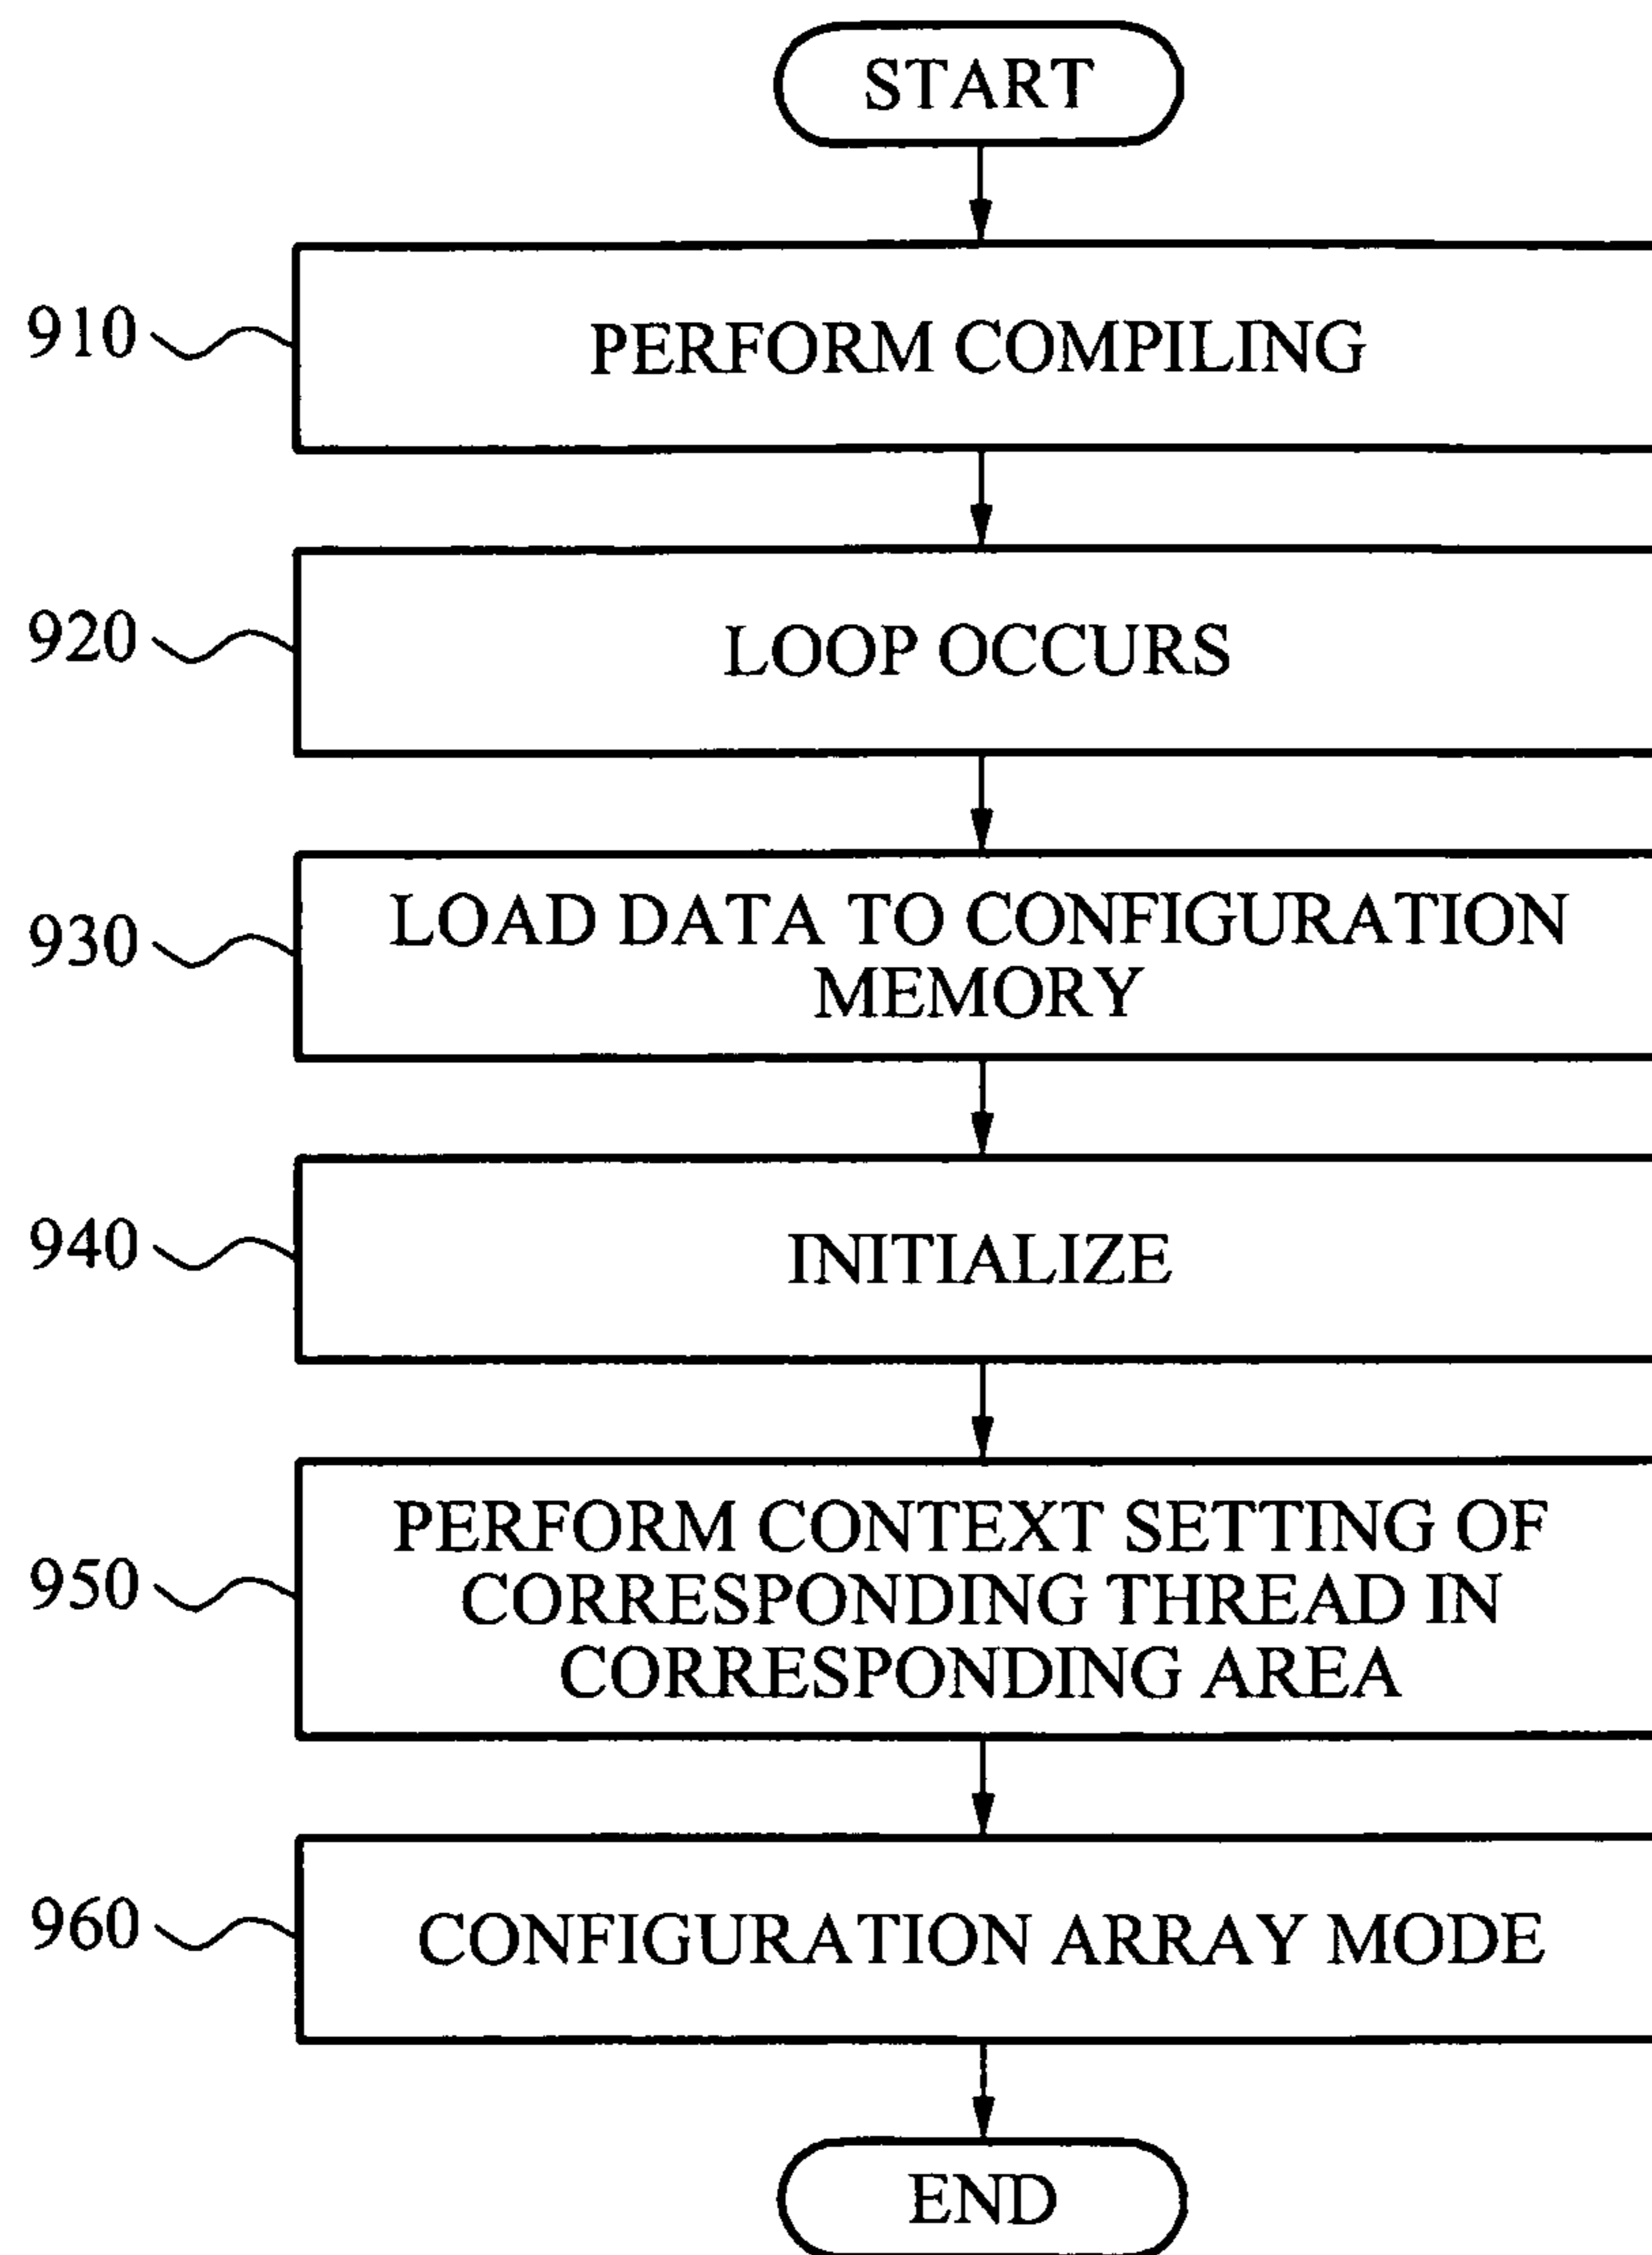 START
910
PERFORM COMPILING
920
LOOP OCCURS
930
LOAD DATA TO CONFIGURATION
MEMORY
940
INITIALIZE
950
PERFORM CONTEXT SETTING OF
CORRESPONDING THREAD IN
CORRESPONDING AREA
960
CONFIGURATION ARRAY MODE
END